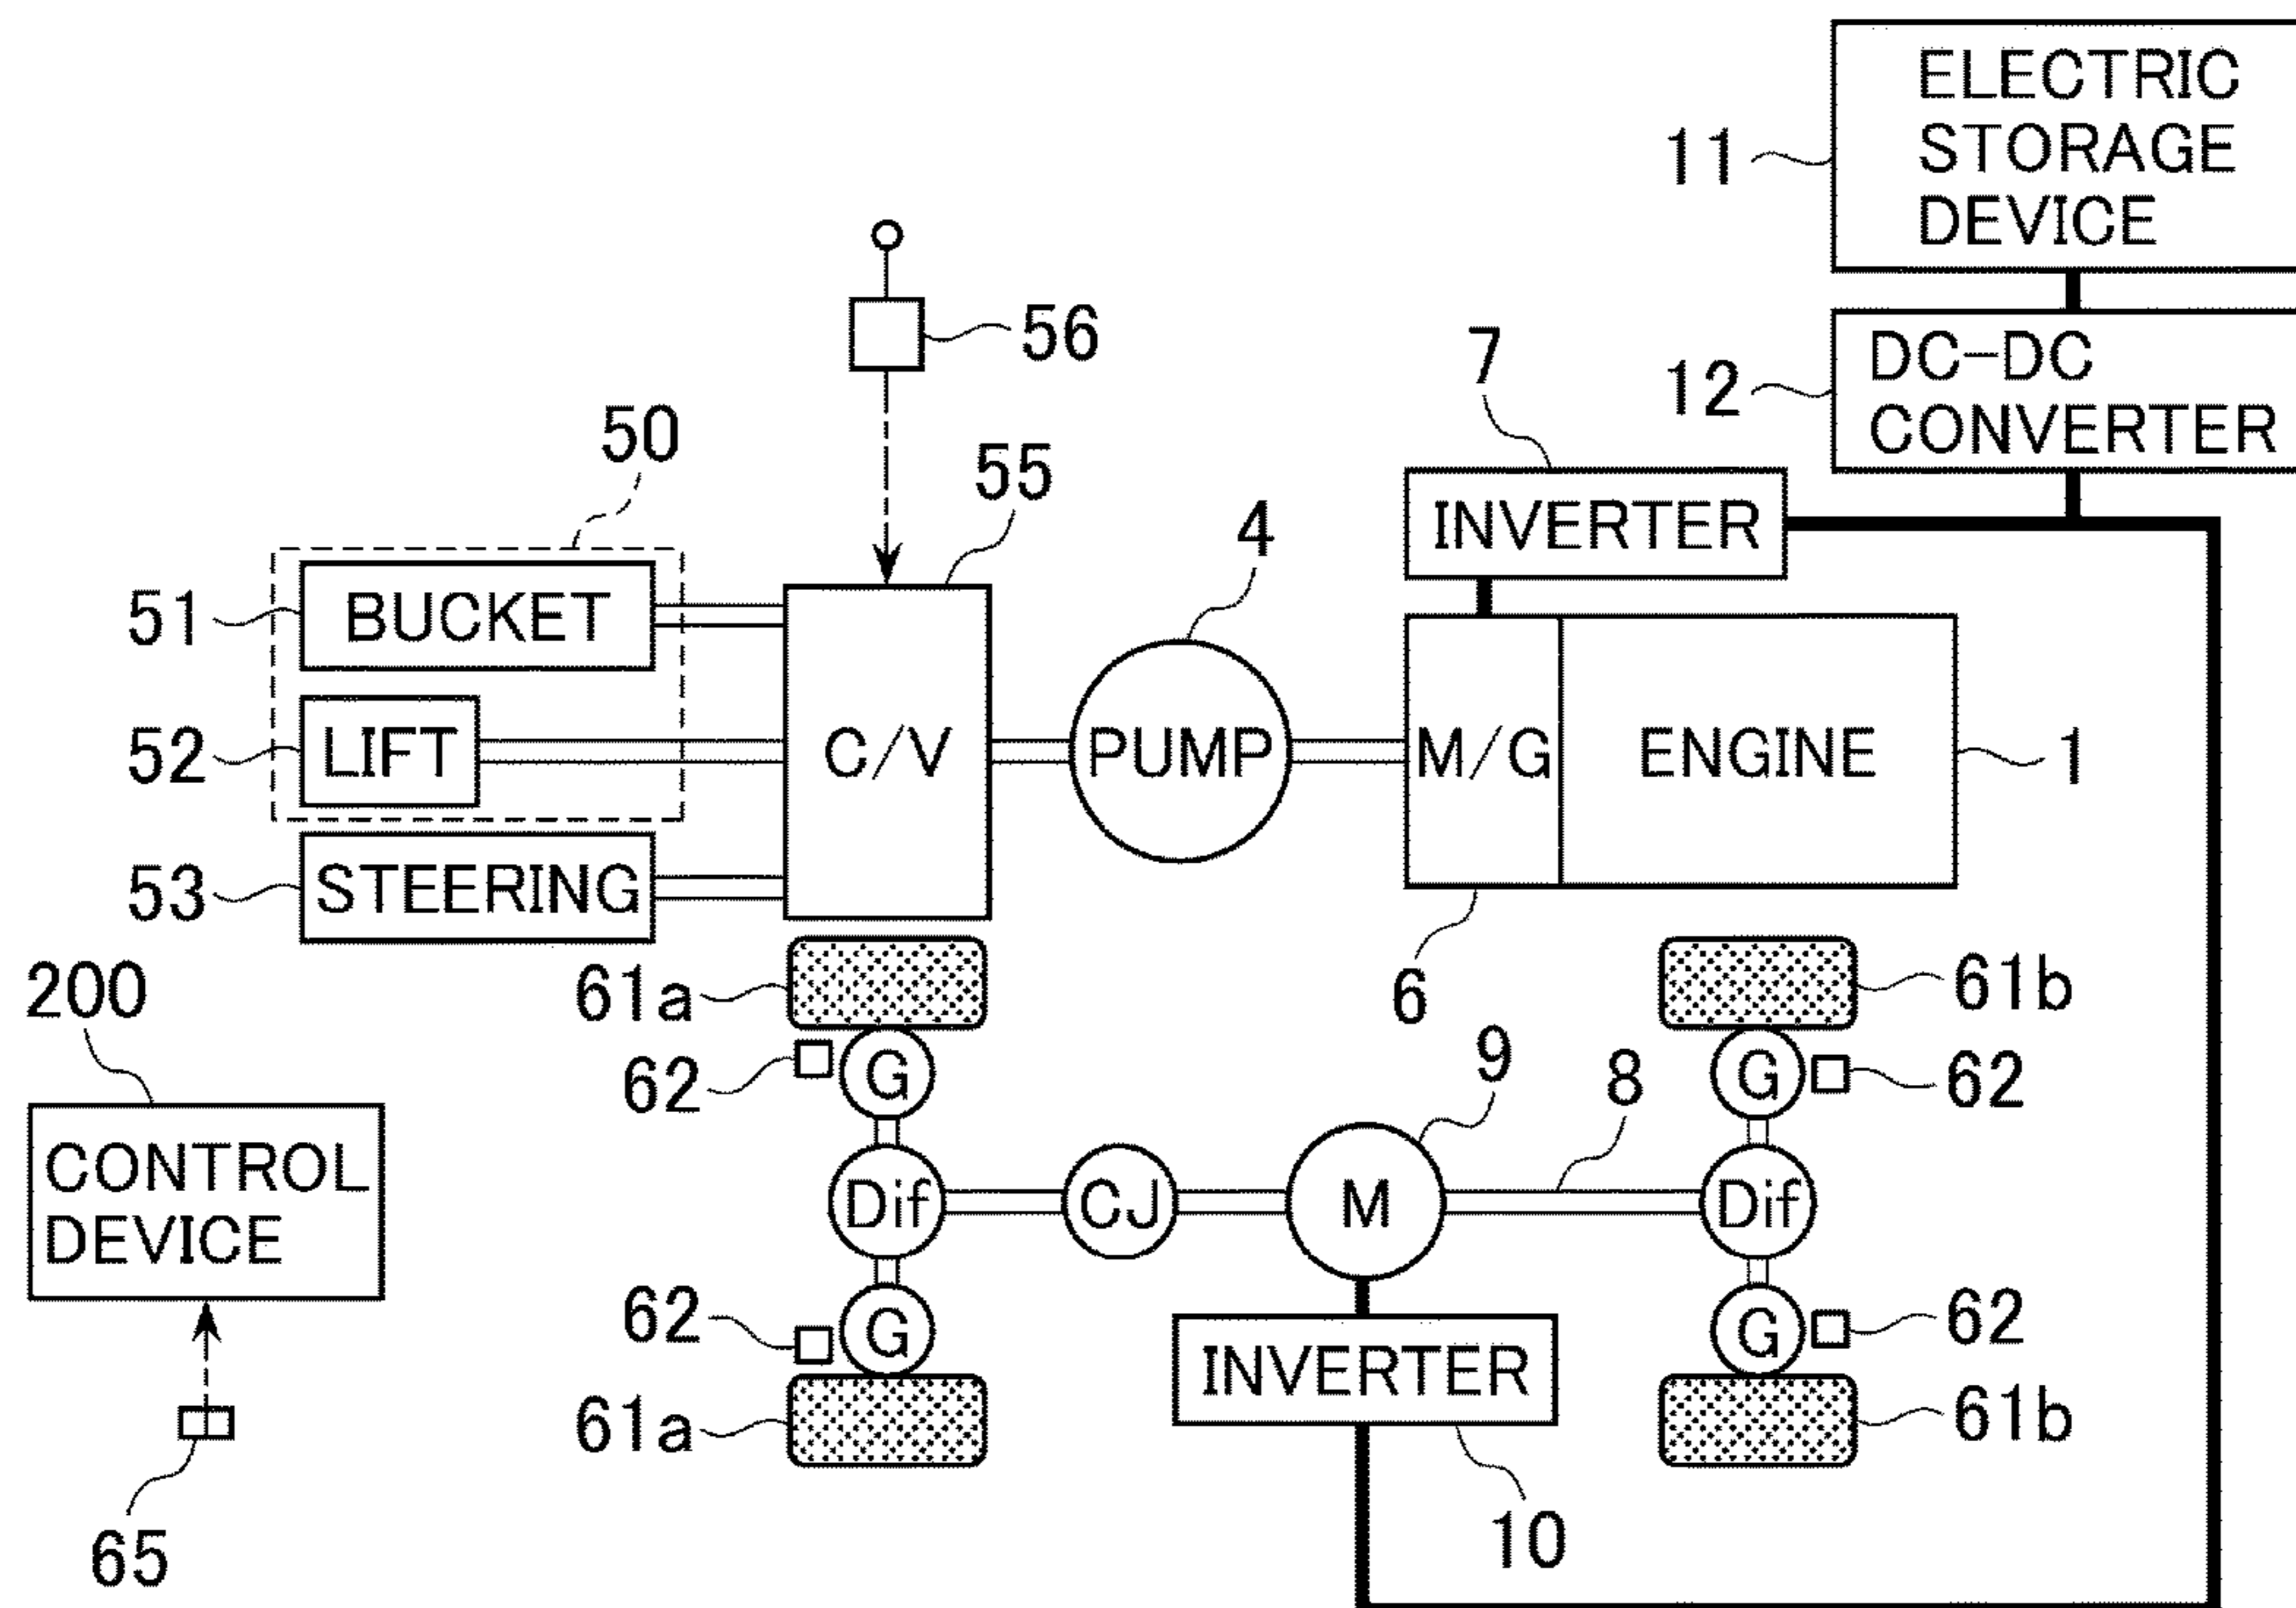 ELECTRIC
STORAGE
DEVICE
11
56
7
DC-DC
CONVERTER
12
50
55
4
INVERTER
51
BUCKET
52
LIFT
C/V
PUMP
M/G
ENGINE
1
53
STEERING
200
61a
6
61b
62
G
9
8
G
62
CONTROL
DEVICE
Dif
CJ
M
Dif
62
G
G
62
INVERTER
61a
61b
10
65